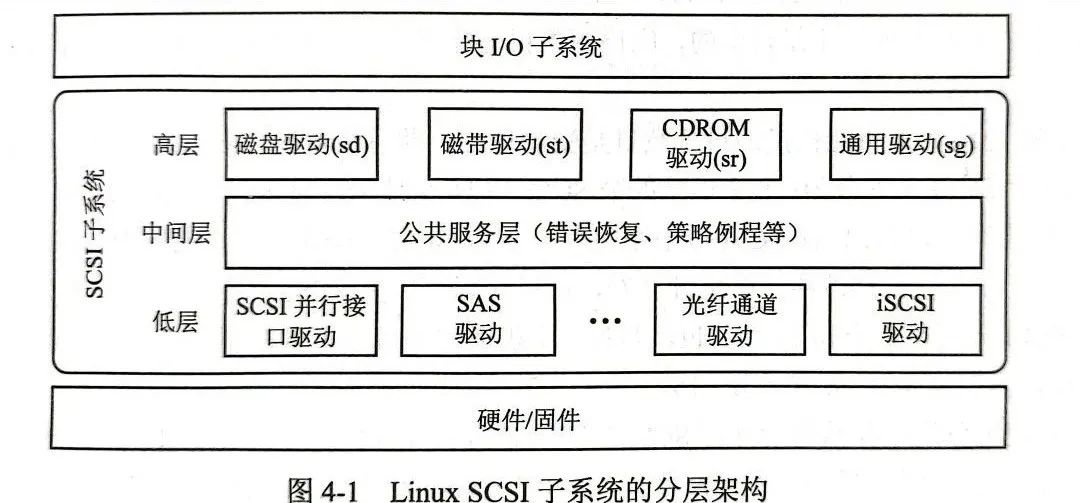 块 I/O 子系统
SCSI 子系统
高层
磁盘驱动(sd)
磁带驱动(st)
CDROM
驱动(sr)
通用驱动(sg)
中间层
公共服务层（错误恢复、策略例程等）
低层
SCSI 并行接
口驱动
SAS
驱动
…
光纤通道
驱动
iSCSI
驱动
硬件/固件
图 4-1 Linux SCSI 子系统的分层架构